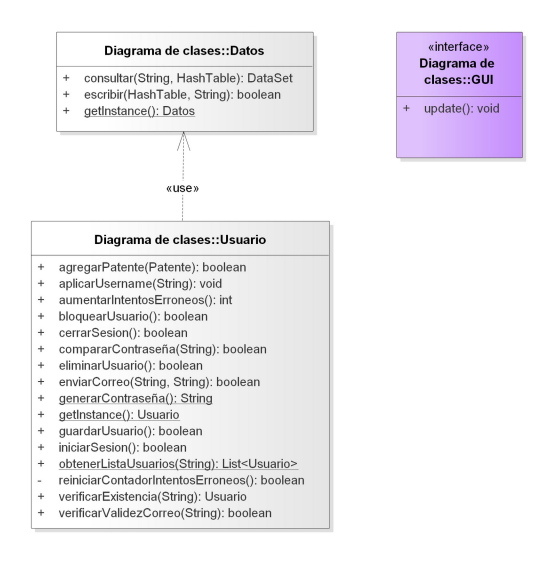 Diagrama de clases::Datos
+ consultar(String, HashTable): DataSet
+ escribir(HashTable, String): boolean
+ getInstance(): Datos
«interface»
Diagrama de
clases::GUI
+ update(): void
«use»
Diagrama de clases::Usuario
+ agregarPatente(Patente): boolean
+ aplicarUsername(String): void
+ aumentarIntentosErroneos(): int
+ bloquearUsuario(): boolean
+ cerrarSesion(): boolean
+ compararContraseña(String): boolean
+ eliminarUsuario(): boolean
+ enviarCorreo(String, String): boolean
+ generarContraseña(): String
+ getInstance(): Usuario
+ guardarUsuario(): boolean
+ iniciarSesion(): boolean
+ obtenerListaUsuarios(String): List<Usuario>
- reiniciarContadorIntentosErroneos(): boolean
+ verificarExistencia(String): Usuario
+ verificarValidezCorreo(String): boolean